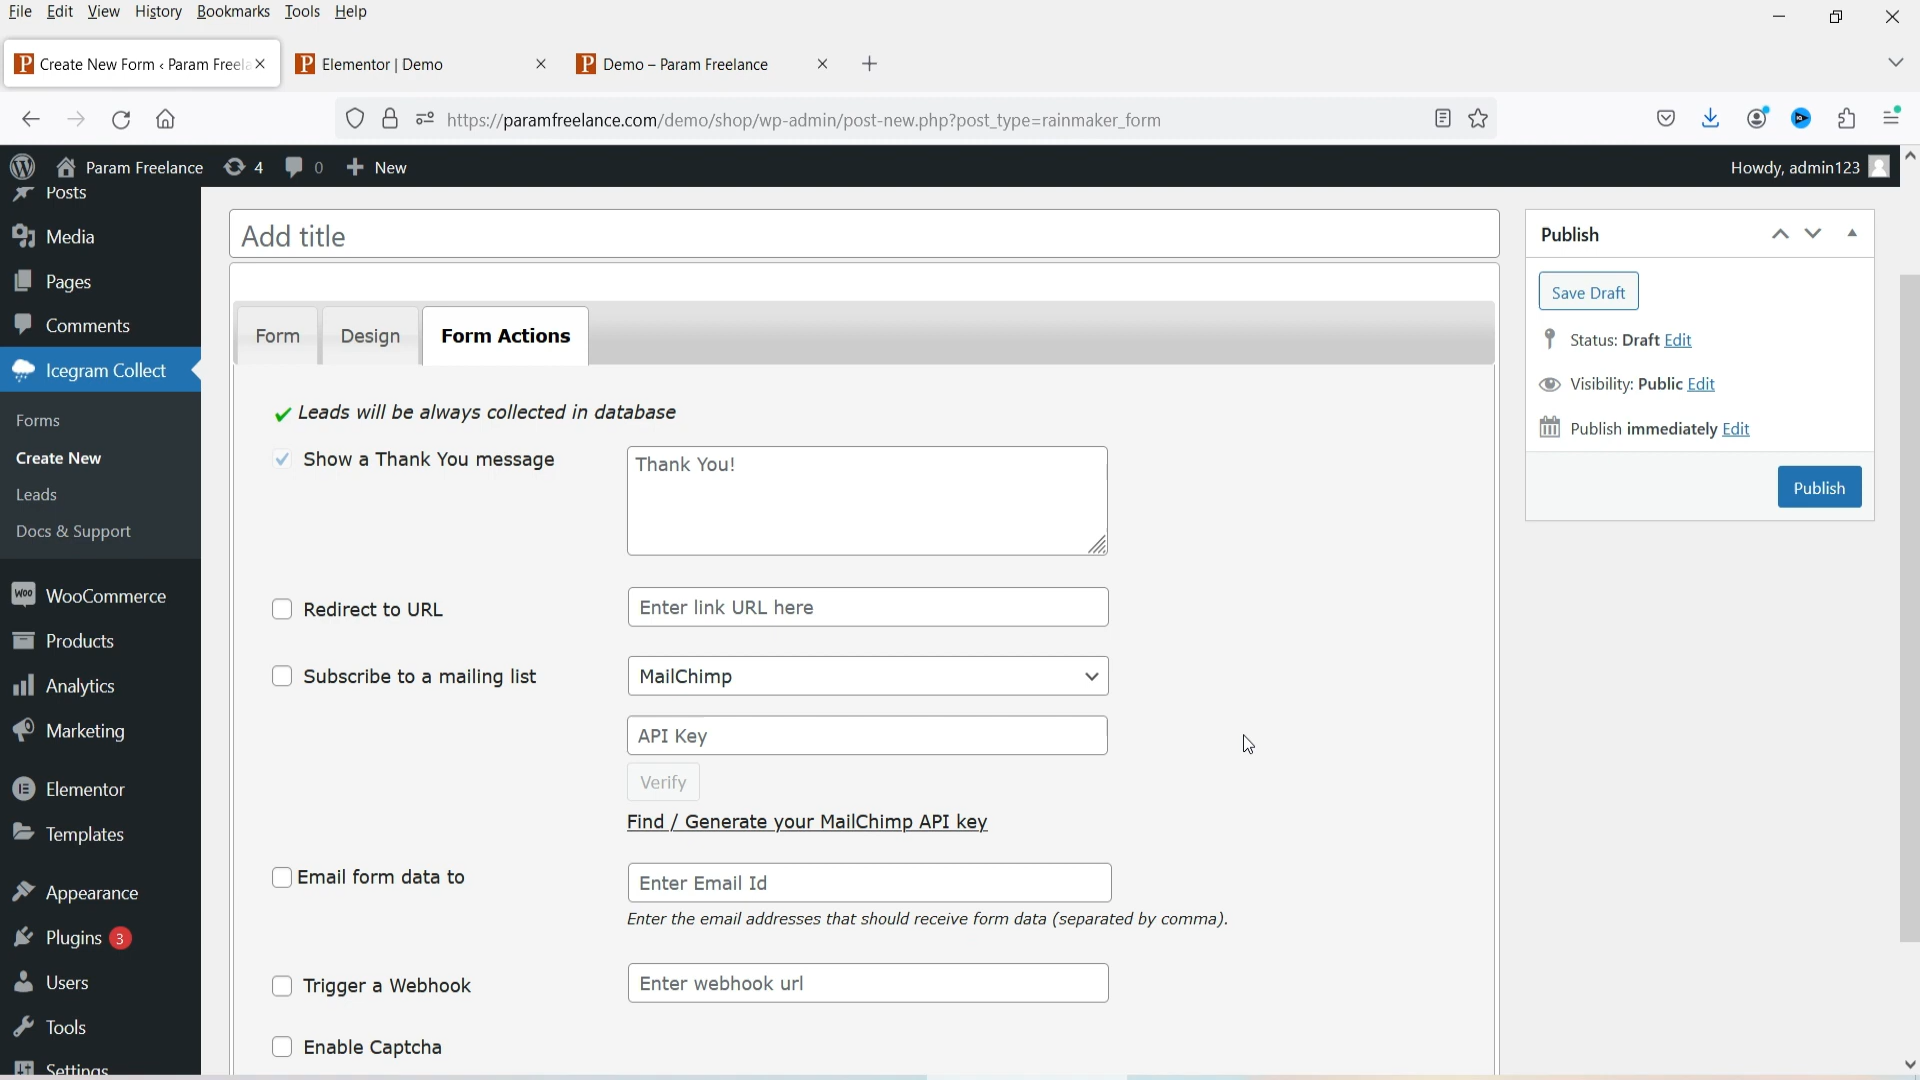 File Edit View History Bookmarks Tools Help
Create New Form ‹ Param Freela
Elementor | Demo
Demo – Param Freelance
https://paramfreelance.com/demo/shop/wp-admin/post-new.php?post_type=rainmaker_form
Param Freelance 4 0 New
Howdy, admin123
Posts
Media
Pages
Comments
Icegram Collect
Forms
Create New
Leads
Docs & Support
WooCommerce
Products
Analytics
Marketing
Elementor
Templates
Appearance
Plugins 3
Users
Tools
Settings
Add title
Form Design Form Actions
Leads will be always collected in database
Show a Thank You message
Thank You!
Redirect to URL
Enter link URL here
Subscribe to a mailing list
MailChimp
API Key
Verify
Find / Generate your MailChimp API key
Email form data to
Enter Email Id
Enter the email addresses that should receive form data (separated by comma).
Trigger a Webhook
Enter webhook url
Enable Captcha
Publish
Save Draft
Status: Draft Edit
Visibility: Public Edit
Publish immediately Edit
Publish